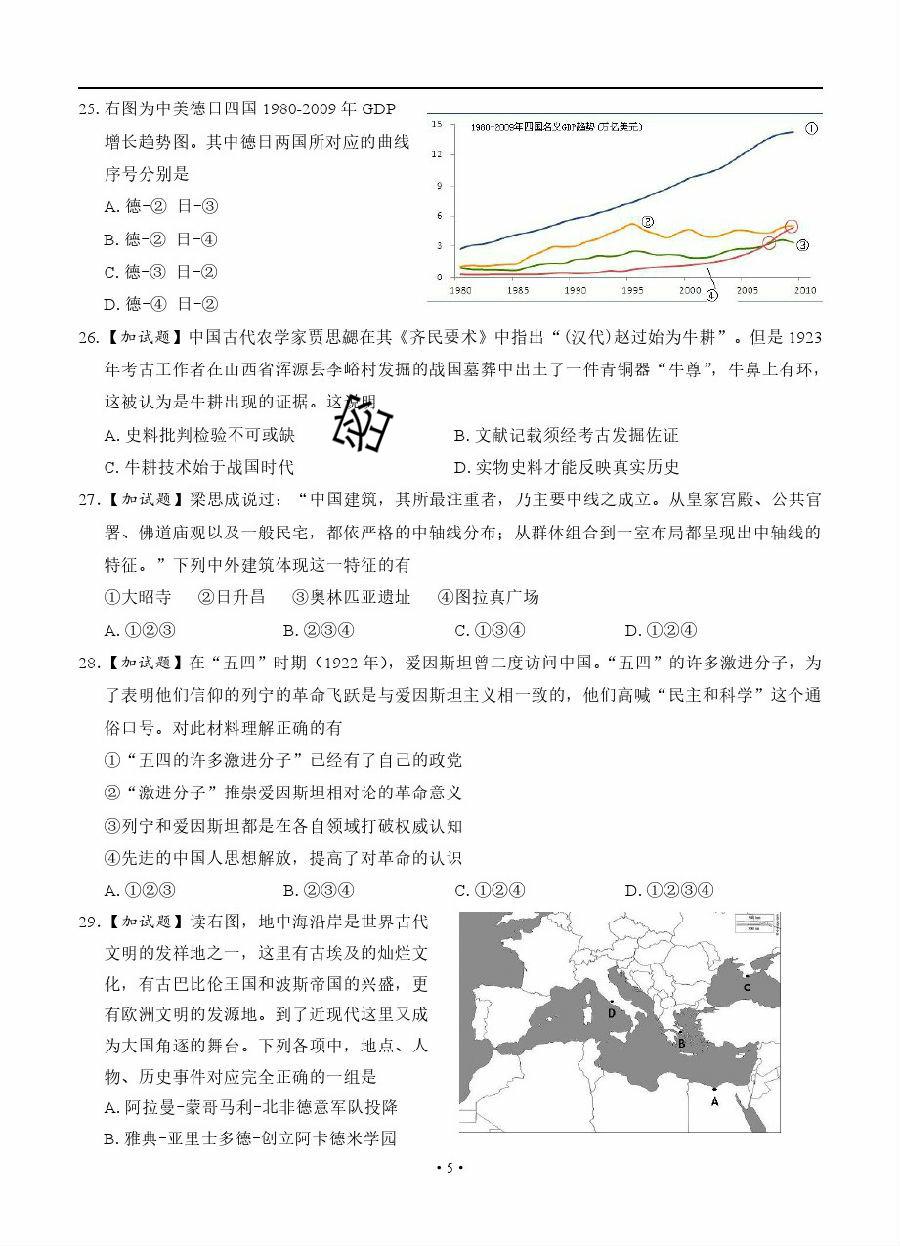 25. 右图为中美德日四国 1980-2009 年 GDP
增长趋势图。其中德日两国所对应的曲线
序号分别是
A. 德-② 日-③
B. 德-② 日-④
C. 德-③ 日-②
D. 德-④ 日-②
1980-2009年四国名义GDP趋势(万亿美元)
15
12
9
6
3
0
1980 1985 1990 1995 2000 2005 2010
①
②
③
④
26.【加试题】中国古代农学家贾思勰在其《齐民要术》中指出“(汉代)赵过始为牛耕”。但是 1923
年考古工作者在山西省浑源县李峪村发掘的战国墓葬中出土了一件青铜器“牛尊”，牛鼻上有环，
这被认为是牛耕出现的证据。这说明
密
A. 史料批判检验不可或缺 B. 文献记载须经考古发掘佐证
C. 牛耕技术始于战国时代 D. 实物史料才能反映真实历史
27.【加试题】梁思成说过：“中国建筑，其所最注重者，乃主要中线之成立。从皇家宫殿、公共官
署、佛道庙观以及一般民宅，都依严格的中轴线分布；从群体组合到一室布局都呈现出中轴线的
特征。”下列中外建筑体现这一特征的有
①大昭寺 ②日升昌 ③奥林匹亚遗址 ④图拉真广场
A. ①②③ B. ②③④ C. ①③④ D. ①②④
28.【加试题】在“五四”时期（1922 年），爱因斯坦曾二度访问中国。“五四”的许多激进分子，为
了表明他们信仰的列宁的革命飞跃是与爱因斯坦主义相一致的，他们高喊“民主和科学”这个通
俗口号。对此材料理解正确的有
①“五四的许多激进分子”已经有了自己的政党
②“激进分子”推崇爱因斯坦相对论的革命意义
③列宁和爱因斯坦都是在各自领域打破权威认知
④先进的中国人思想解放，提高了对革命的认识
A. ①②③ B. ②③④ C. ①②④ D. ①②③④
29.【加试题】读右图，地中海沿岸是世界古代
文明的发祥地之一，这里有古埃及的灿烂文
化，有古巴比伦王国和波斯帝国的兴盛，更
有欧洲文明的发源地。到了近现代这里又成
为大国角逐的舞台。下列各项中，地点、人
物、历史事件对应完全正确的一组是
A. 阿拉曼-蒙哥马利-北非德意军队投降
B. 雅典-亚里士多德-创立阿卡德米学园
C
D
B
A
· 5 ·